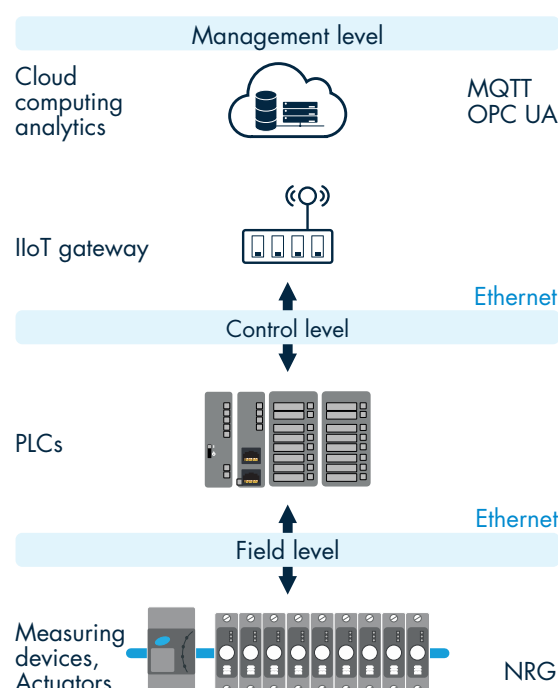 Management level
Cloud
computing
analytics
MQTT
OPC UA
IIoT gateway
Ethernet
Control level
PLCs
Ethernet
Field level
Measuring
devices,
Actuators
NRG